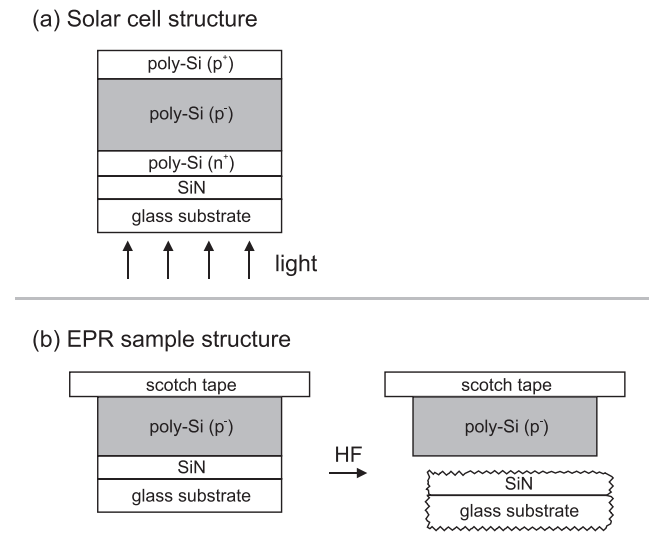 (a) Solar cell structure
poly-Si (p⁺)
poly-Si (p⁻)
poly-Si (n⁺)
SiN
glass substrate
light
(b) EPR sample structure
scotch tape
poly-Si (p⁻)
SiN
glass substrate
HF
scotch tape
poly-Si (p⁻)
SiN
glass substrate